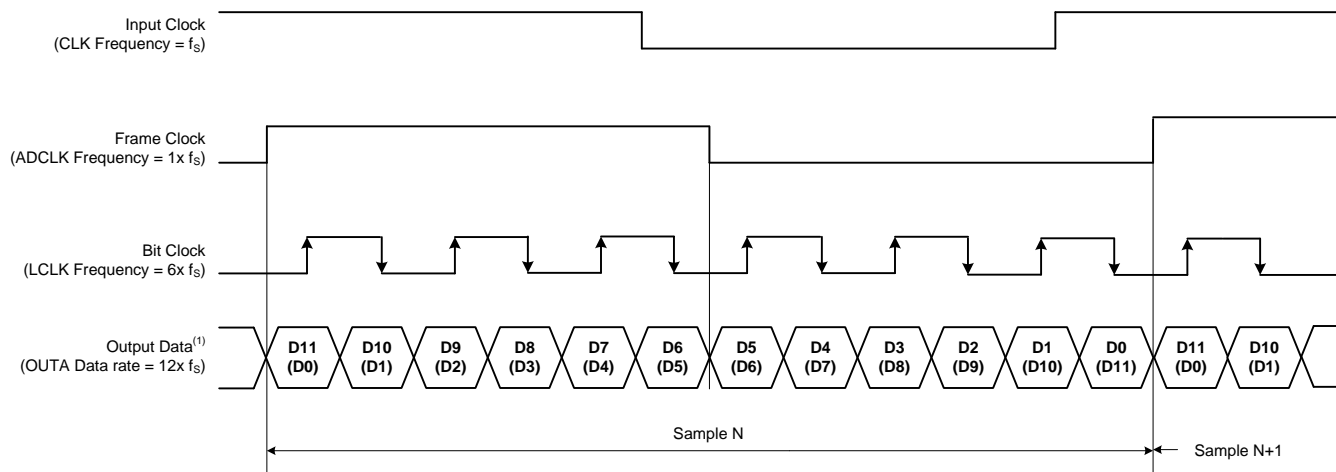 Input Clock
(CLK Frequency = fS)
Frame Clock
(ADCLK Frequency = 1x fS)
Bit Clock
(LCLK Frequency = 6x fS)
Output Data(1)
(OUTA Data rate = 12x fS)
D11 D10 D9 D8 D7 D6 D5 D4 D3 D2 D1 D0 D11 D10
(D0) (D1) (D2) (D3) (D4) (D5) (D6) (D7) (D8) (D9) (D10) (D11) (D0) (D1)
Sample N
Sample N+1